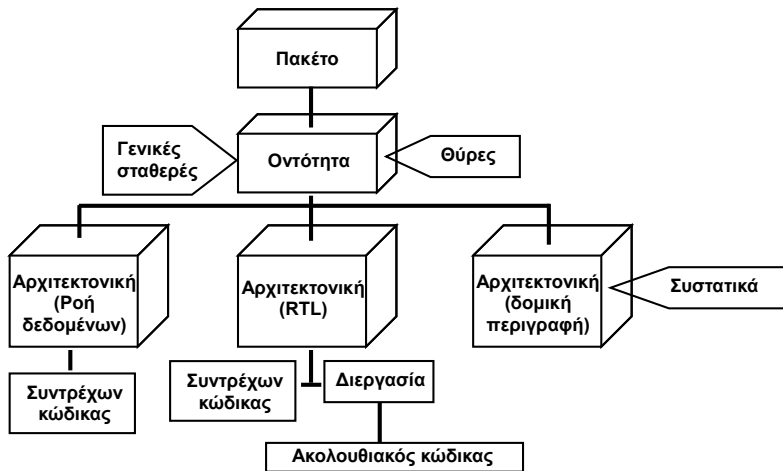 Πακέτο
Γενικές
σταθερές
Οντότητα
Θύρες
Αρχιτεκτονική
(Ροή
δεδομένων)
Αρχιτεκτονική
(RTL)
Αρχιτεκτονική
(δομική
περιγραφή)
Συστατικά
Συντρέχων
κώδικας
Συντρέχων
κώδικας
Διεργασία
Ακολουθιακός κώδικας